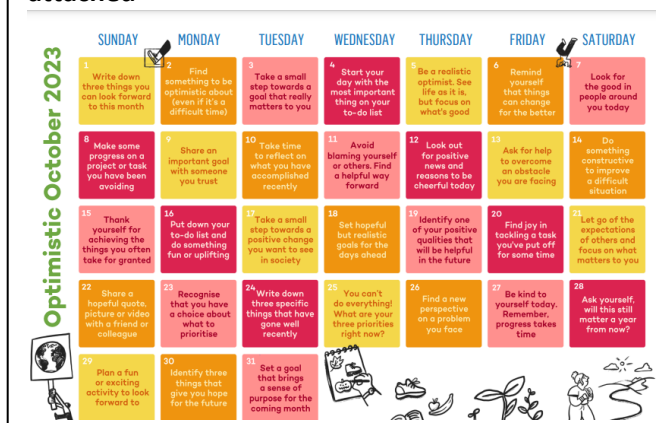 attached
Optimistic October 2023
SUNDAY MONDAY TUESDAY WEDNESDAY THURSDAY FRIDAY SATURDAY
1
Write down
three things you
can look forward
to this month
2
Find
something to be
optimistic about
(even if it's a
difficult time)
3
Take a small
step towards a
goal that really
matters to you
4
Start your
day with the
most important
thing on your
to-do list
5
Be a realistic
optimist. See
life as it is,
but focus on
what's good
6
Remind
yourself
that things
can change
for the better
7
Look for
the good in
people around
you today
8
Make some
progress on a
project or task
you have been
avoiding
9
Share an
important goal
with someone
you trust
10
Take time
to reflect on
what you have
accomplished
recently
11
Avoid
blaming yourself
or others. Find
a helpful way
forward
12
Look out
for positive
news and
reasons to be
cheerful today
13
Ask for help
to overcome
an obstacle
you are facing
14
Do
something
constructive
to improve
a difficult
situation
15
Thank
yourself for
achieving the
things you often
take for granted
16
Put down your
to-do list and
do something
fun or uplifting
17
Take a small
step towards a
positive change
you want to see
in society
18
Set hopeful
but realistic
goals for the
days ahead
19
Identify one
of your positive
qualities that
will be helpful
in the future
20
Find joy in
tackling a task
you've put off
for some time
21
Let go of the
expectations
of others and
focus on what
matters to you
22
Share a
hopeful quote,
picture or video
with a friend or
colleague
23
Recognise
that you have
a choice about
what to
prioritise
24
Write down
three specific
things that have
gone well
recently
25
You can't
do everything!
What are your
three priorities
right now?
26
Find a new
perspective
on a problem
you face
27
Be kind to
yourself today.
Remember,
progress takes
time
28
Ask yourself,
will this still
matter a year
from now?
29
Plan a fun
or exciting
activity to look
forward to
30
Identify three
things that
give you hope
for the future
31
Set a goal
that brings
a sense of
purpose for the
coming month